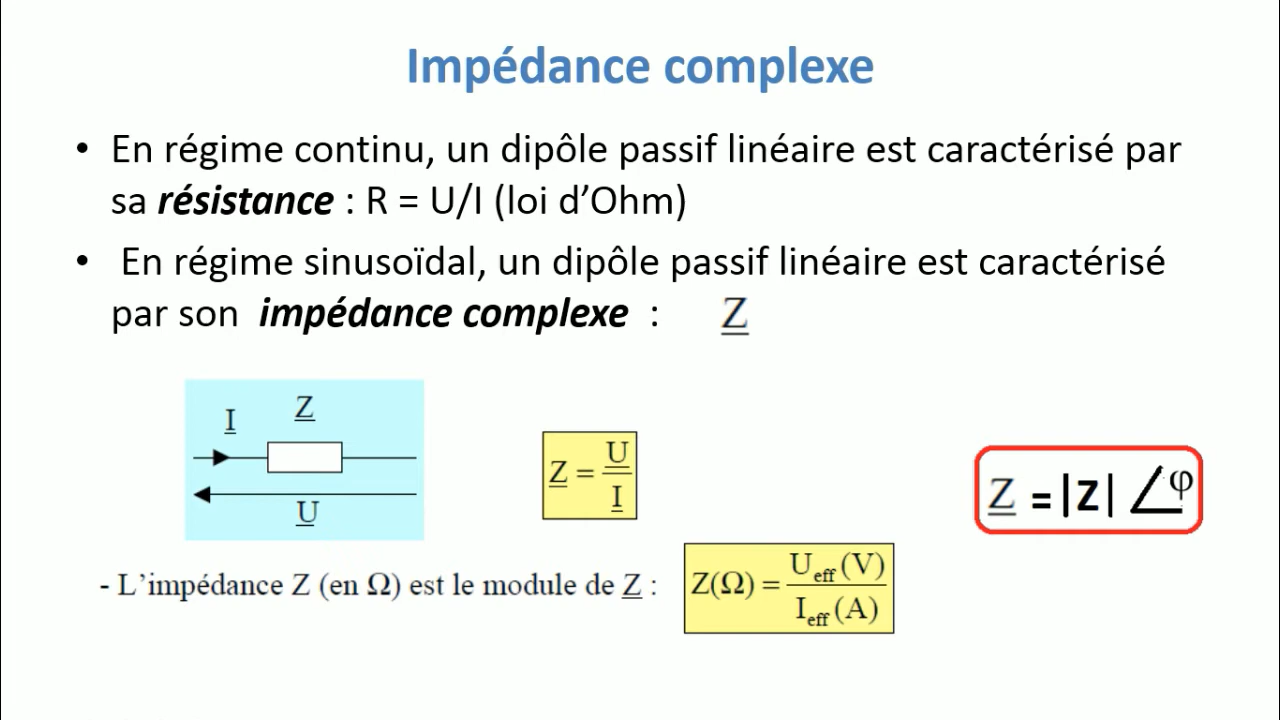 Impédance complexe
• En régime continu, un dipôle passif linéaire est caractérisé par
sa résistance : R = U/I (loi d’Ohm)
• En régime sinusoïdal, un dipôle passif linéaire est caractérisé
par son impédance complexe : Z
I Z
U
Z = U/I
Z = |Z| ∠φ
- L’impédance Z (en Ω) est le module de Z : Z(Ω) = Ueff (V) / Ieff (A)